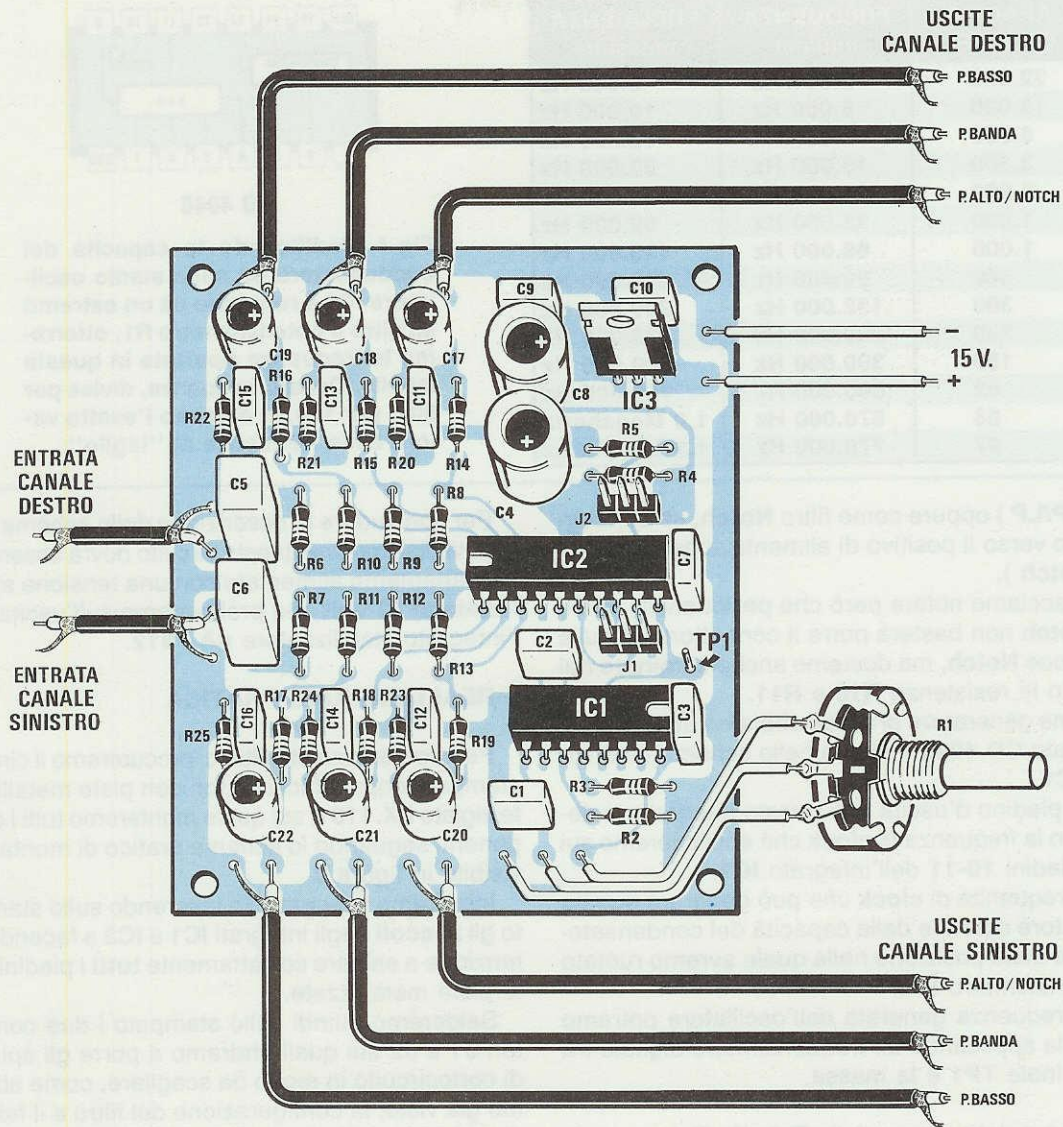 USCITE
CANALE DESTRO
P.BASSO
P.BANDA
P.ALTO/NOTCH
15 V.
+
C9
C10
IC3
C8
C19
C18
C17
R16
C15
C13
C11
R22
R21
R15
R20
R14
R5
R4
J2
C4
ENTRATA
CANALE
DESTRO
C5
R8
R6
R10
R9
IC2
C7
C6
R7
R11
R12
R13
C2
J1
TP1
ENTRATA
CANALE
SINISTRO
IC1
C3
R1
R17
R24
R18
R23
R25
C14
C12
R19
C1
R3
R2
C22
C21
C20
USCITE
CANALE SINISTRO
P.ALTO/NOTCH
P.BANDA
P.BASSO